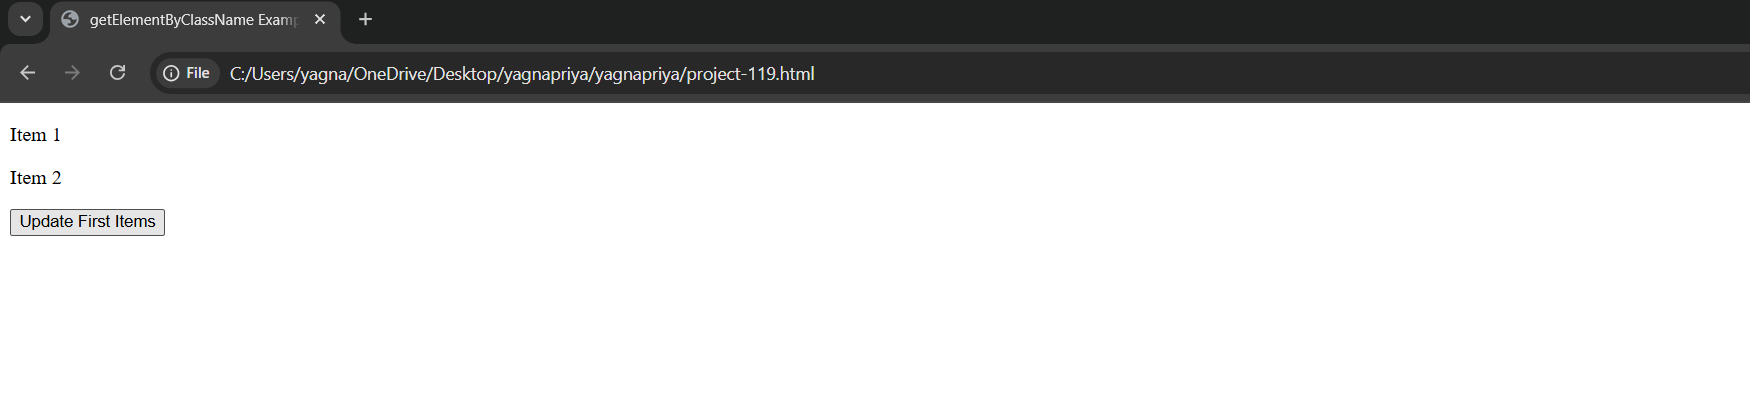 getElementByClassName Examp
File
C:/Users/yagna/OneDrive/Desktop/yagnapriya/yagnapriya/project-119.html
Item 1
Item 2
Update First Items